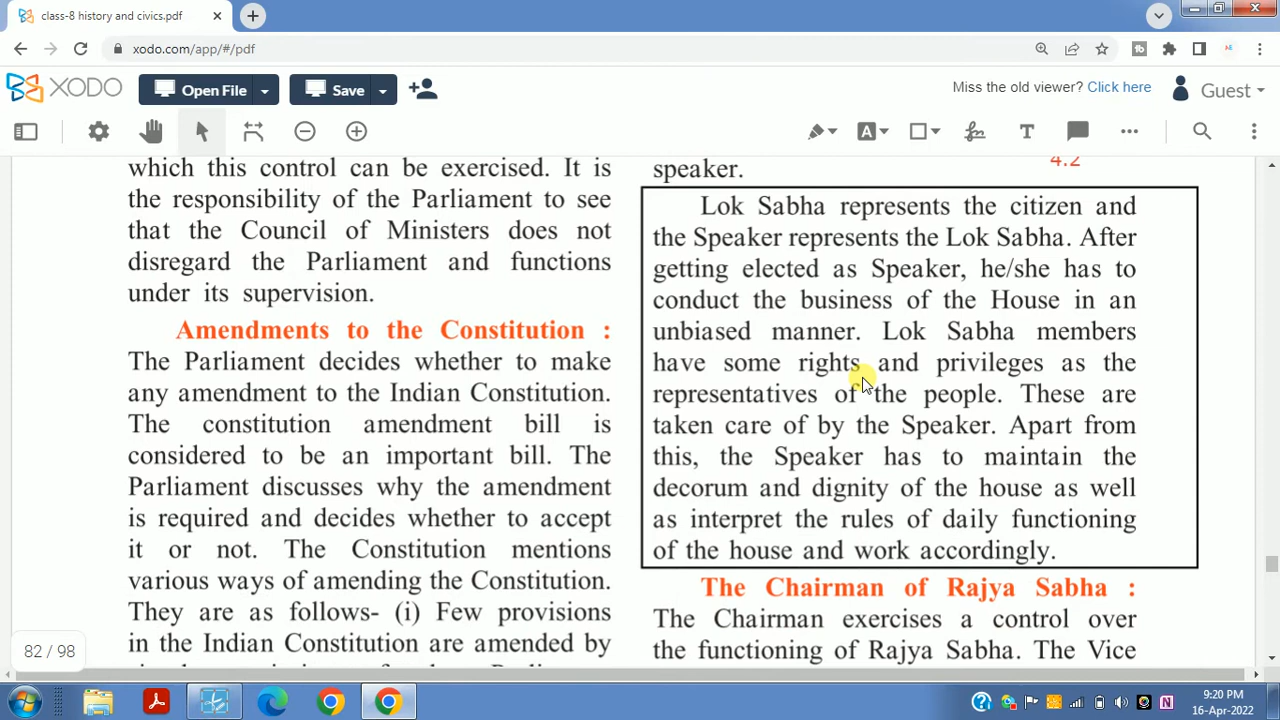 class-8 history and civics.pdf
xodo.com/app/#/pdf
XODO
Open File
Save
Miss the old viewer? Click here
Guest
which this control can be exercised. It is
the responsibility of the Parliament to see
that the Council of Ministers does not
disregard the Parliament and functions
under its supervision.
Amendments to the Constitution :
The Parliament decides whether to make
any amendment to the Indian Constitution.
The constitution amendment bill is
considered to be an important bill. The
Parliament discusses why the amendment
is required and decides whether to accept
it or not. The Constitution mentions
various ways of amending the Constitution.
They are as follows- (i) Few provisions
in the Indian Constitution are amended by
speaker.
4.2
Lok Sabha represents the citizen and
the Speaker represents the Lok Sabha. After
getting elected as Speaker, he/she has to
conduct the business of the House in an
unbiased manner. Lok Sabha members
have some rights and privileges as the
representatives of the people. These are
taken care of by the Speaker. Apart from
this, the Speaker has to maintain the
decorum and dignity of the house as well
as interpret the rules of daily functioning
of the house and work accordingly.
The Chairman of Rajya Sabha :
The Chairman exercises a control over
the functioning of Rajya Sabha. The Vice
82 / 98
9:20 PM
16-Apr-2022